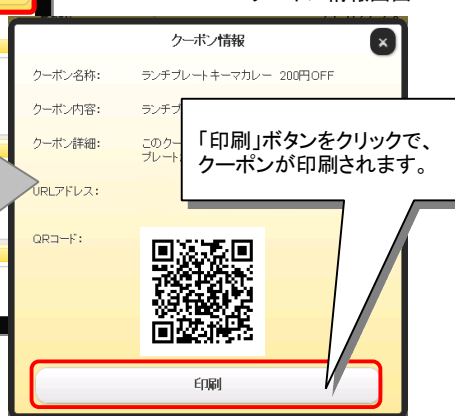 クーポン情報
クーポン名称: ランチプレートキーマカレー 200円OFF
クーポン内容: ランチプ
クーポン詳細: このクー
プレート
「印刷」ボタンをクリックで、
クーポンが印刷されます。
URLアドレス:
QRコード:
印刷